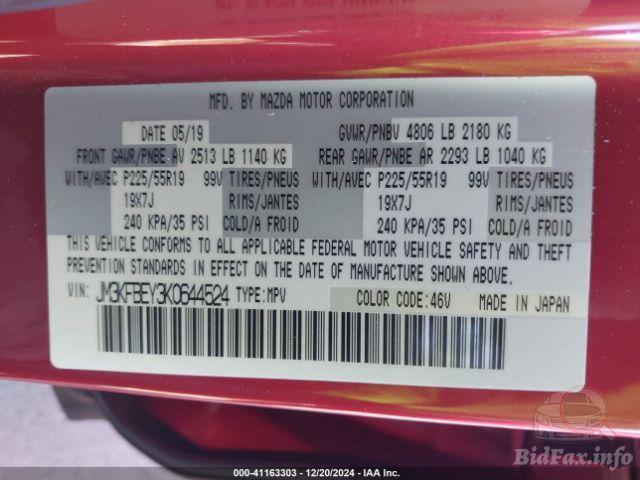 MFD. BY MAZDA MOTOR CORPORATION
DATE 05/19 GVWR/PNBV 4806 LB 2180 KG
FRONT GAWR/PNBE AV 2513 LB 1140 KG REAR GAWR/PNBE AR 2293 LB 1040 KG
WITH/AVEC P225/55R19 99V TIRES/PNEUS WITH/AVEC P225/55R19 99V TIRES/PNEUS
19X7J RIMS/JANTES 19X7J RIMS/JANTES
240 KPA/35 PSI COLD/A FROID 240 KPA/35 PSI COLD/A FROID
THIS VEHICLE CONFORMS TO ALL APPLICABLE FEDERAL MOTOR VEHICLE SAFETY AND THEFT
PREVENTION STANDARDS IN EFFECT ON THE DATE OF MANUFACTURE SHOWN ABOVE.
VIN: JM3KFBEY3K0644524 TYPE:MPV COLOR CODE:46V MADE IN JAPAN
000-41163303 - 12/20/2024 - IAA Inc.
BidFax.info